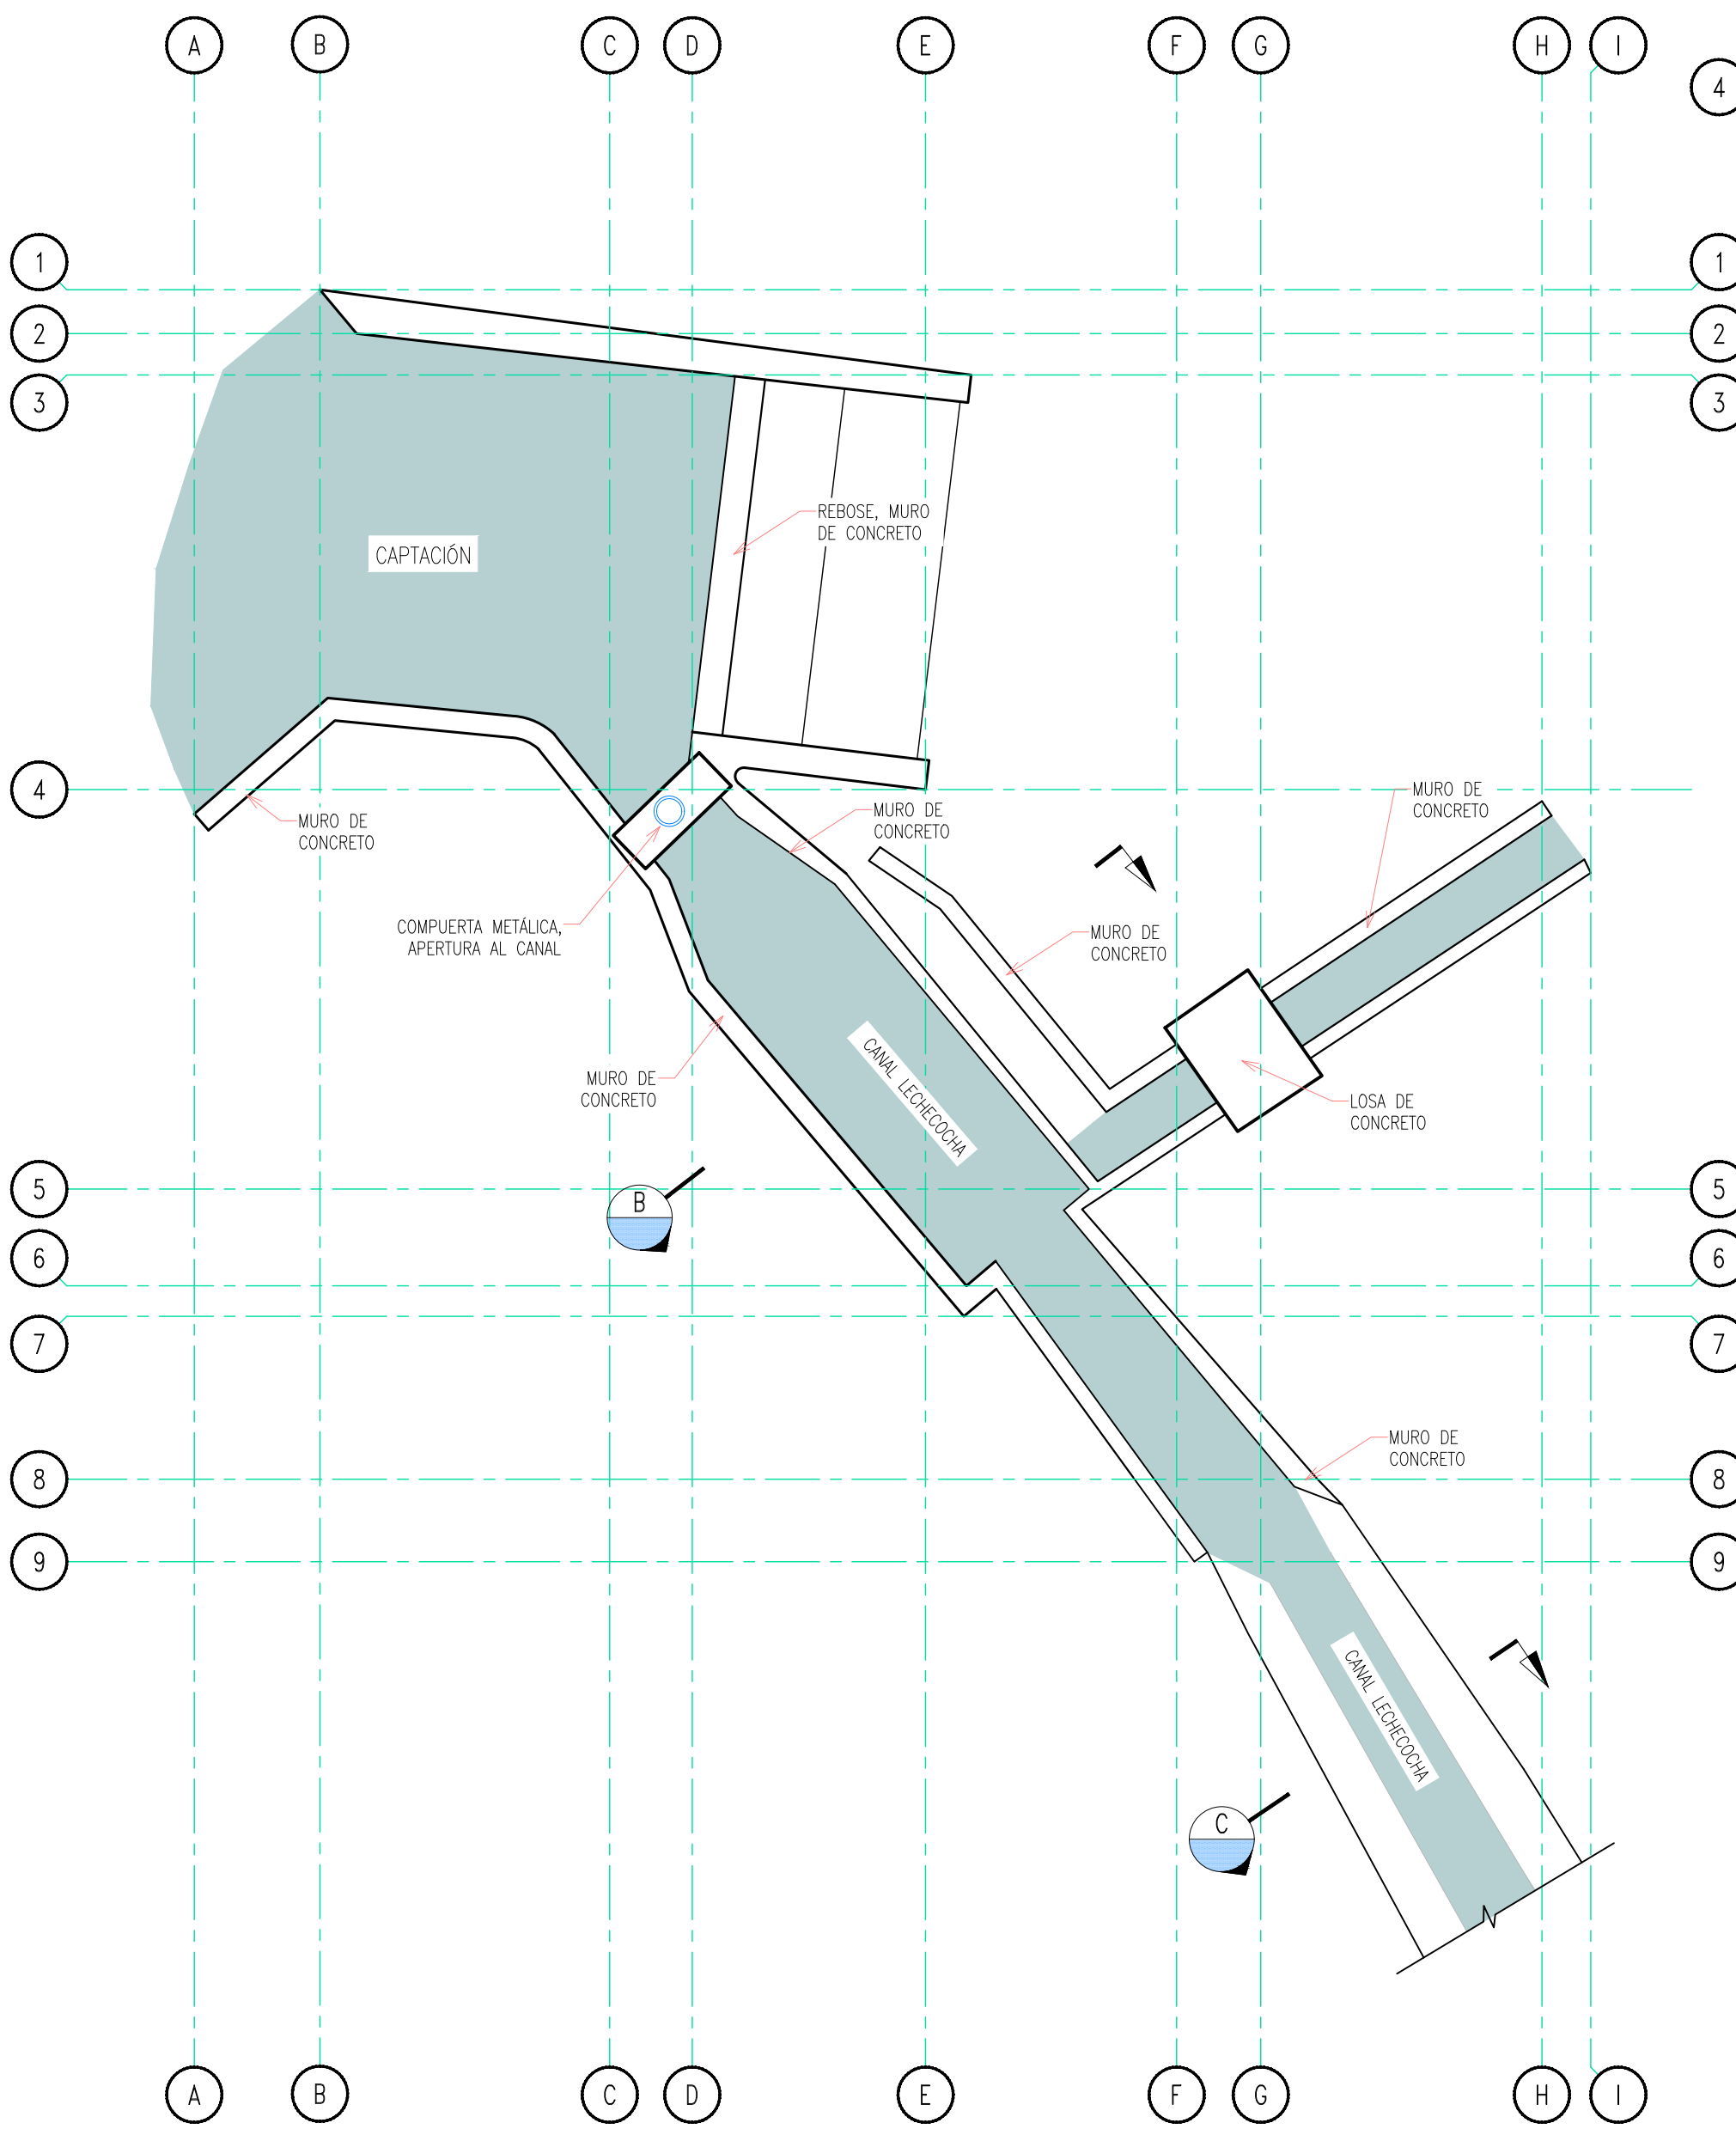 A B C D E F G H I
4
1 1
2 2
3 3
REBOSE, MURO
DE CONCRETO
CAPTACIÓN
4
MURO DE
CONCRETO
MURO DE
CONCRETO
MURO DE
CONCRETO
COMPUERTA METÁLICA,
APERTURA AL CANAL
MURO DE
CONCRETO
CANAL LECHECOCHA
MURO DE
CONCRETO
LOSA DE
CONCRETO
5 5
B
6 6
7 7
MURO DE
CONCRETO
8 8
9 9
CANAL LECHECOCHA
C
A B C D E F G H I